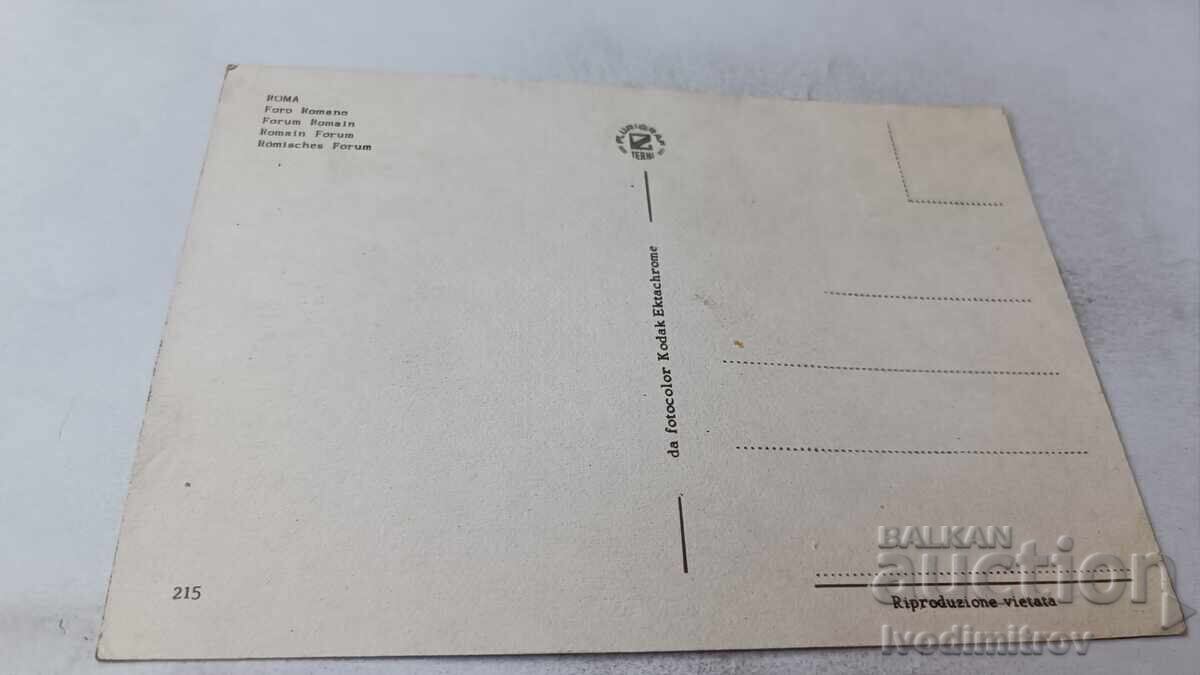 ROMA
Foro Romano
Forum Romain
Romain Forum
Römisches Forum
PLURIGRAF
TERNI
da fotocolor Kodak Ektachrome
215
Riproduzione vietata
BALKAN
auction
Ivodimitrov